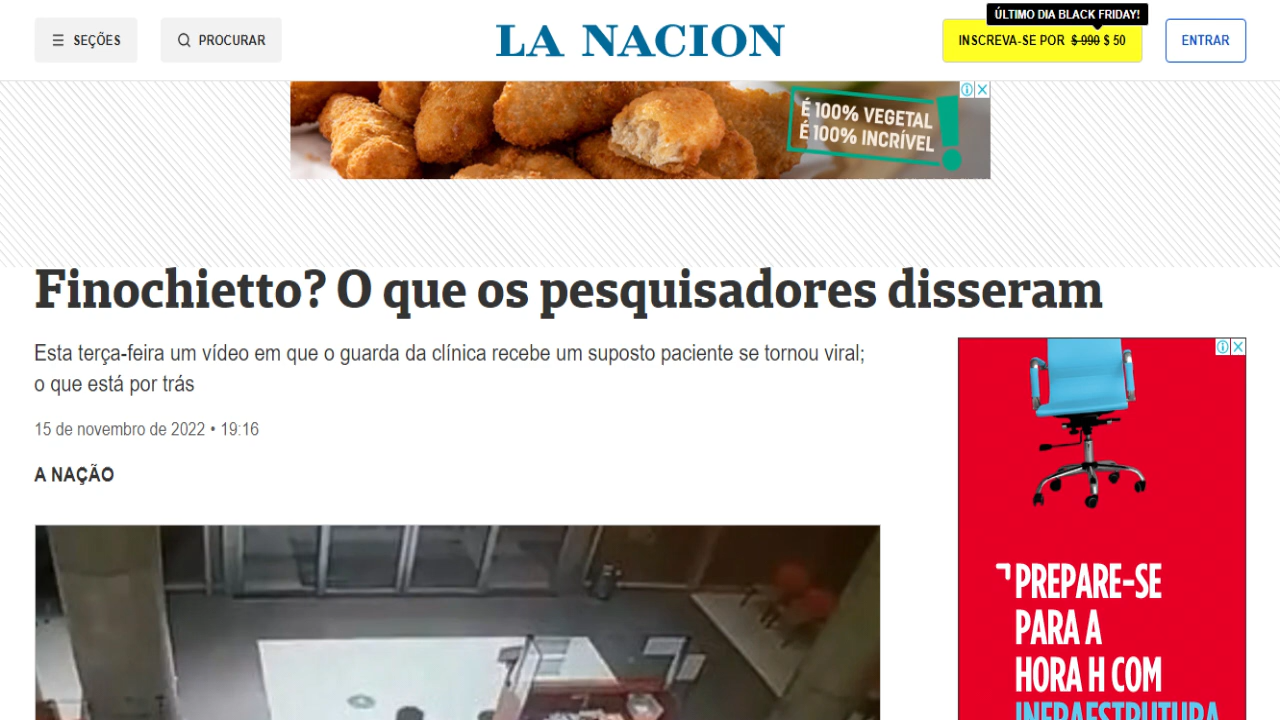 ÚLTIMO DIA BLACK FRIDAY!
SEÇÕES
PROCURAR
LA NACION
INSCREVA-SE POR $ 990 $ 50
ENTRAR
É 100% VEGETAL
É 100% INCRÍVEL
Finochietto? O que os pesquisadores disseram
Esta terça-feira um vídeo em que o guarda da clínica recebe um suposto paciente se tornou viral;
o que está por trás
15 de novembro de 2022 • 19:16
A NAÇÃO
PREPARE-SE
PARA A
HORA H COM
INFRAESTRUTURA